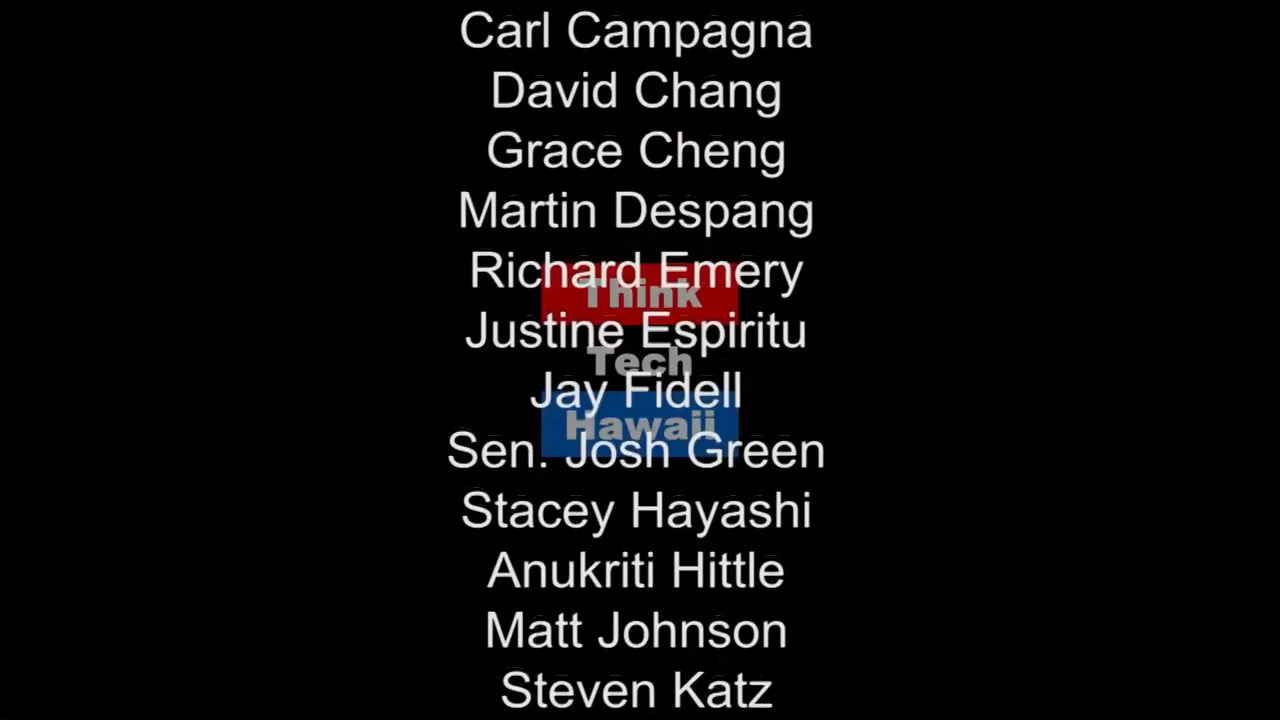 Carl Campagna
David Chang
Grace Cheng
Martin Despang
Richard Emery
Think
Justine Espiritu
Tech
Jay Fidell
Hawaii
Sen. Josh Green
Stacey Hayashi
Anukriti Hittle
Matt Johnson
Steven Katz